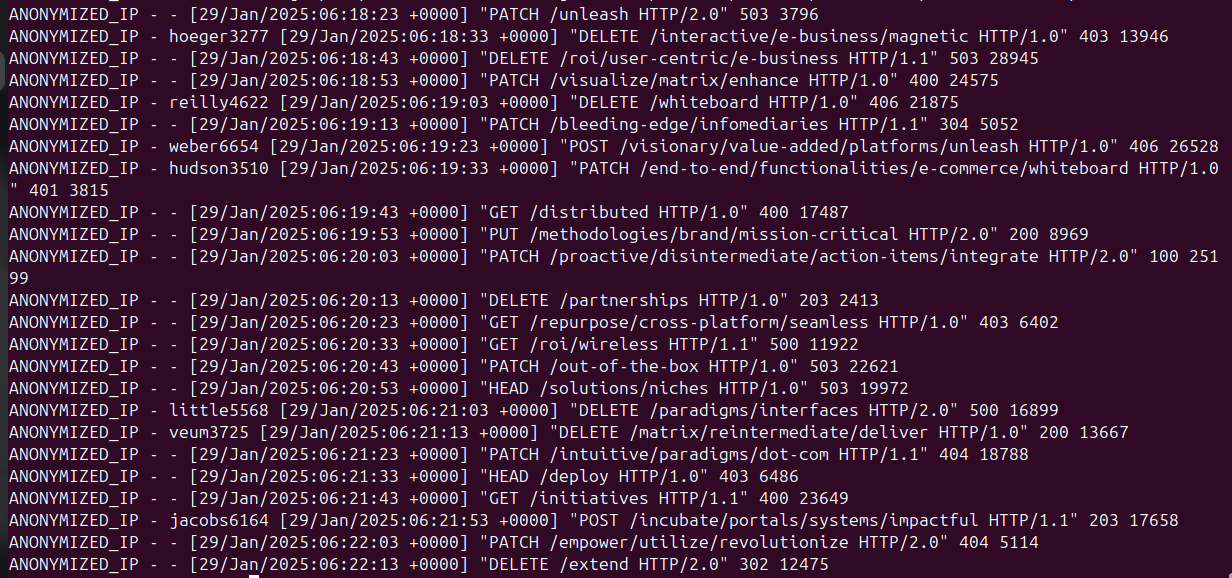 ANONYMIZED_IP - - [29/Jan/2025:06:18:23 +0000] "PATCH /unleash HTTP/2.0" 503 3796
ANONYMIZED_IP - hoeger3277 [29/Jan/2025:06:18:33 +0000] "DELETE /interactive/e-business/magnetic HTTP/1.0" 403 13946
ANONYMIZED_IP - - [29/Jan/2025:06:18:43 +0000] "DELETE /roi/user-centric/e-business HTTP/1.1" 503 28945
ANONYMIZED_IP - - [29/Jan/2025:06:18:53 +0000] "PATCH /visualize/matrix/enhance HTTP/1.0" 400 24575
ANONYMIZED_IP - reilly4622 [29/Jan/2025:06:19:03 +0000] "DELETE /whiteboard HTTP/1.0" 406 21875
ANONYMIZED_IP - - [29/Jan/2025:06:19:13 +0000] "PATCH /bleeding-edge/infomediaries HTTP/1.1" 304 5052
ANONYMIZED_IP - weber6654 [29/Jan/2025:06:19:23 +0000] "POST /visionary/value-added/platforms/unleash HTTP/1.0" 406 26528
ANONYMIZED_IP - hudson3510 [29/Jan/2025:06:19:33 +0000] "PATCH /end-to-end/functionalities/e-commerce/whiteboard HTTP/1.0
" 401 3815
ANONYMIZED_IP - - [29/Jan/2025:06:19:43 +0000] "GET /distributed HTTP/1.0" 400 17487
ANONYMIZED_IP - - [29/Jan/2025:06:19:53 +0000] "PUT /methodologies/brand/mission-critical HTTP/2.0" 200 8969
ANONYMIZED_IP - - [29/Jan/2025:06:20:03 +0000] "PATCH /proactive/disintermediate/action-items/integrate HTTP/2.0" 100 251
99
ANONYMIZED_IP - - [29/Jan/2025:06:20:13 +0000] "DELETE /partnerships HTTP/1.0" 203 2413
ANONYMIZED_IP - - [29/Jan/2025:06:20:23 +0000] "GET /repurpose/cross-platform/seamless HTTP/1.0" 403 6402
ANONYMIZED_IP - - [29/Jan/2025:06:20:33 +0000] "GET /roi/wireless HTTP/1.1" 500 11922
ANONYMIZED_IP - - [29/Jan/2025:06:20:43 +0000] "PATCH /out-of-the-box HTTP/1.0" 503 22621
ANONYMIZED_IP - - [29/Jan/2025:06:20:53 +0000] "HEAD /solutions/niches HTTP/1.0" 503 19972
ANONYMIZED_IP - little5568 [29/Jan/2025:06:21:03 +0000] "DELETE /paradigms/interfaces HTTP/2.0" 500 16899
ANONYMIZED_IP - veum3725 [29/Jan/2025:06:21:13 +0000] "DELETE /matrix/reintermediate/deliver HTTP/1.0" 200 13667
ANONYMIZED_IP - - [29/Jan/2025:06:21:23 +0000] "PATCH /intuitive/paradigms/dot-com HTTP/1.1" 404 18788
ANONYMIZED_IP - - [29/Jan/2025:06:21:33 +0000] "HEAD /deploy HTTP/1.0" 403 6486
ANONYMIZED_IP - - [29/Jan/2025:06:21:43 +0000] "GET /initiatives HTTP/1.1" 400 23649
ANONYMIZED_IP - jacobs6164 [29/Jan/2025:06:21:53 +0000] "POST /incubate/portals/systems/impactful HTTP/1.1" 203 17658
ANONYMIZED_IP - - [29/Jan/2025:06:22:03 +0000] "PATCH /empower/utilize/revolutionize HTTP/2.0" 404 5114
ANONYMIZED_IP - - [29/Jan/2025:06:22:13 +0000] "DELETE /extend HTTP/2.0" 302 12475